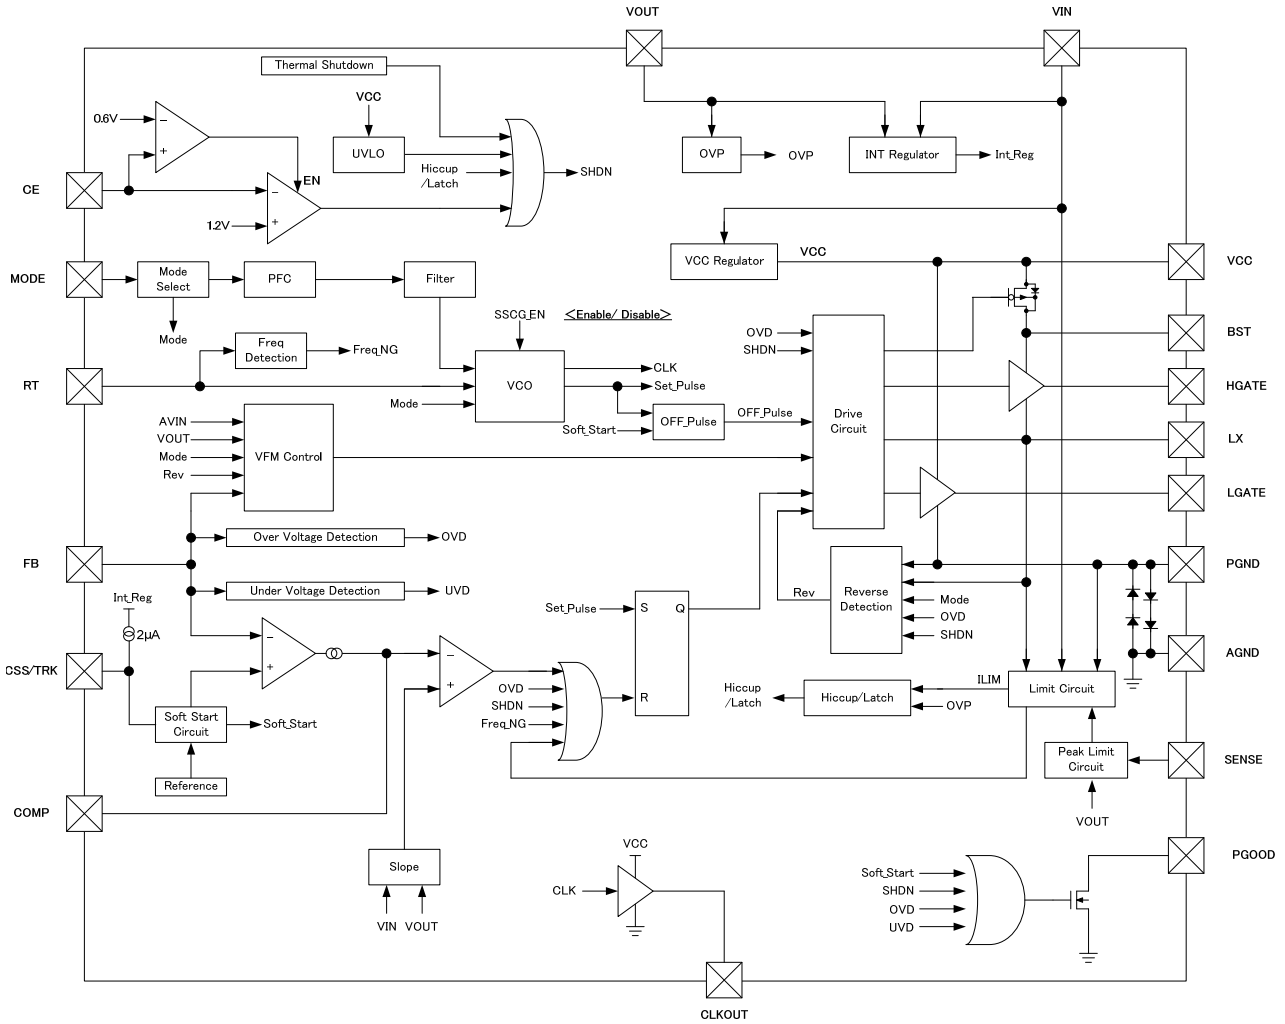 VOUT
VIN
Thermal Shutdown
VCC
0.6V
−
+
UVLO
OVP
OVP
INT Regulator
Int_Reg
Hiccup
/Latch
SHDN
CE
EN
−
+
1.2V
VCC Regulator
VCC
VCC
MODE
Mode
Select
PFC
Filter
Mode
SSCG_EN
<Enable/ Disable>
OVD
SHDN
BST
Freq
Detection
Freq_NG
RT
VCO
CLK
Set_Pulse
Mode
HGATE
OFF_Pulse
OFF_Pulse
Soft_Start
Drive
Circuit
AVIN
VOUT
Mode
Rev
VFM Control
LX
LGATE
Over Voltage Detection
OVD
FB
PGND
Under Voltage Detection
UVD
Int_Reg
2μA
Set_Pulse
S
Q
R
Rev
Reverse
Detection
Mode
OVD
SHDN
−
+
−
+
CSS/TRK
AGND
Soft Start
Circuit
Soft_Start
OVD
SHDN
Freq_NG
Hiccup
/Latch
Hiccup/Latch
ILIM
OVP
Limit Circuit
Reference
Peak Limit
Circuit
SENSE
VOUT
COMP
Slope
VIN
VOUT
VCC
CLK
Soft_Start
SHDN
OVD
UVD
PGOOD
CLKOUT